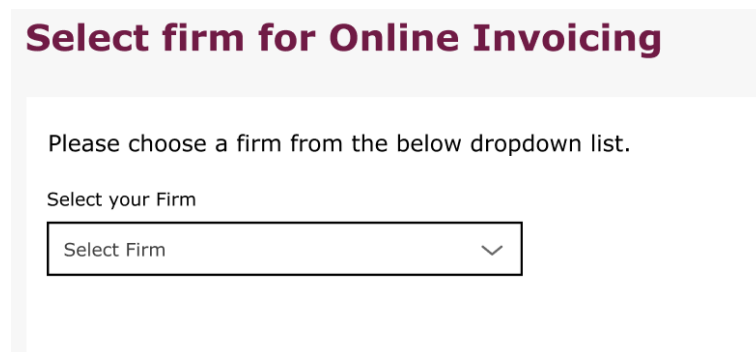 Select firm for Online Invoicing
Please choose a firm from the below dropdown list.
Select your Firm
Select Firm